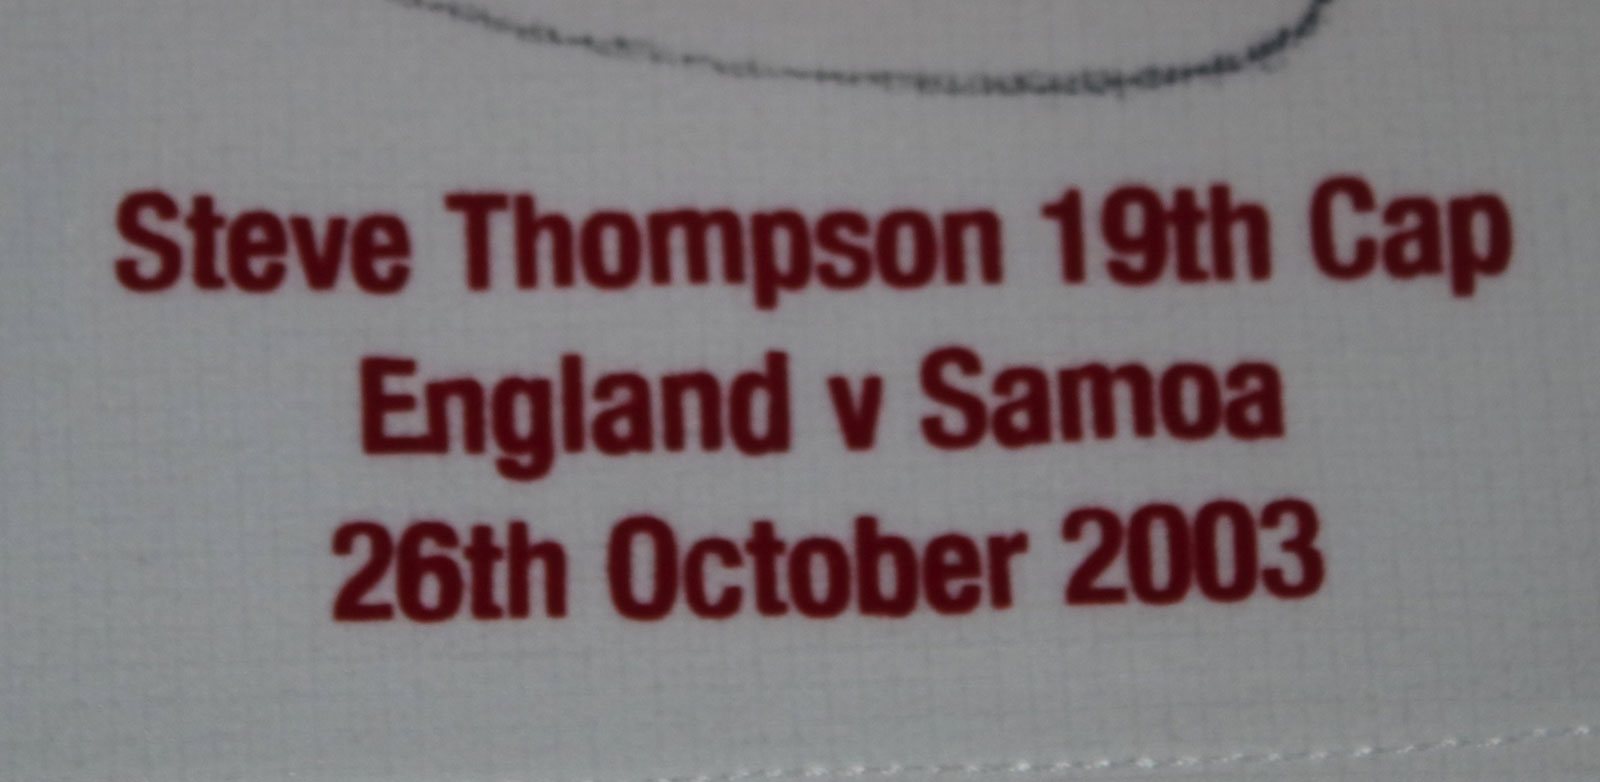 Steve Thompson 19th Cap
England v Samoa
26th October 2003